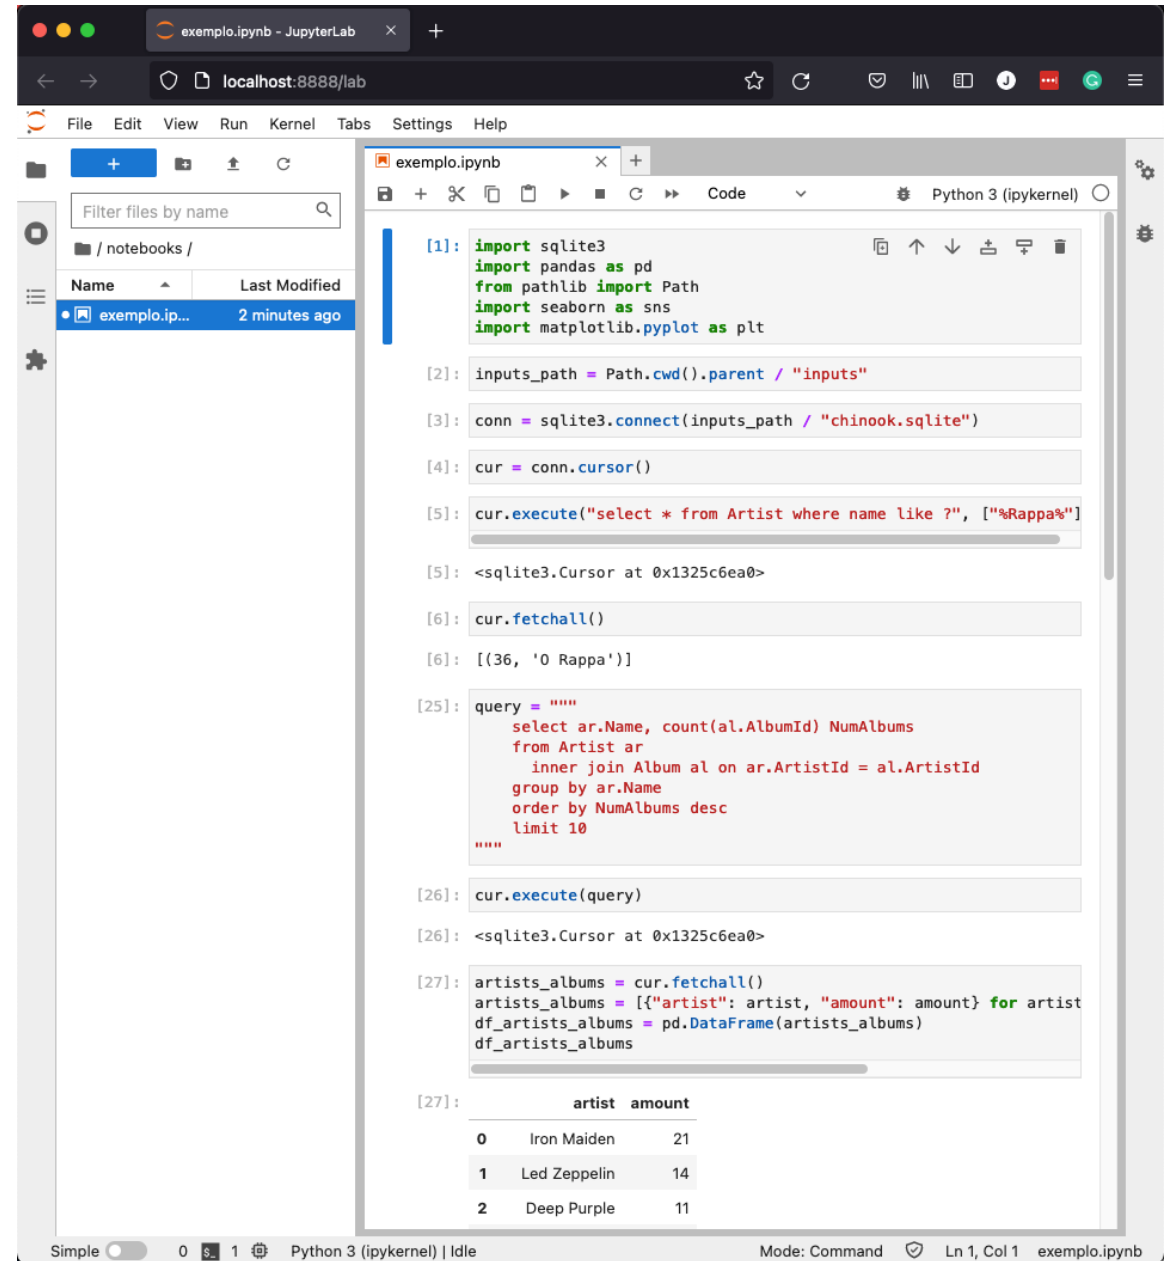 exemplo.ipynb - JupyterLab
localhost:8888/lab
File Edit View Run Kernel Tabs Settings Help
exemplo.ipynb
Filter files by name
Code
Python 3 (ipykernel)
/ notebooks /
Name Last Modified
exemplo.ip... 2 minutes ago
[1]: import sqlite3
import pandas as pd
from pathlib import Path
import seaborn as sns
import matplotlib.pyplot as plt
[2]: inputs_path = Path.cwd().parent / "inputs"
[3]: conn = sqlite3.connect(inputs_path / "chinook.sqlite")
[4]: cur = conn.cursor()
[5]: cur.execute("select * from Artist where name like ?", ["%Rappa%"]
[5]: <sqlite3.Cursor at 0x1325c6ea0>
[6]: cur.fetchall()
[6]: [(36, 'O Rappa')]
[25]: query = """
select ar.Name, count(al.AlbumId) NumAlbums
from Artist ar
inner join Album al on ar.ArtistId = al.ArtistId
group by ar.Name
order by NumAlbums desc
limit 10
"""
[26]: cur.execute(query)
[26]: <sqlite3.Cursor at 0x1325c6ea0>
[27]: artists_albums = cur.fetchall()
artists_albums = [{"artist": artist, "amount": amount} for artist
df_artists_albums = pd.DataFrame(artists_albums)
df_artists_albums
[27]: artist amount
0 Iron Maiden 21
1 Led Zeppelin 14
2 Deep Purple 11
Simple 0 1 Python 3 (ipykernel) | Idle Mode: Command Ln 1, Col 1 exemplo.ipynb